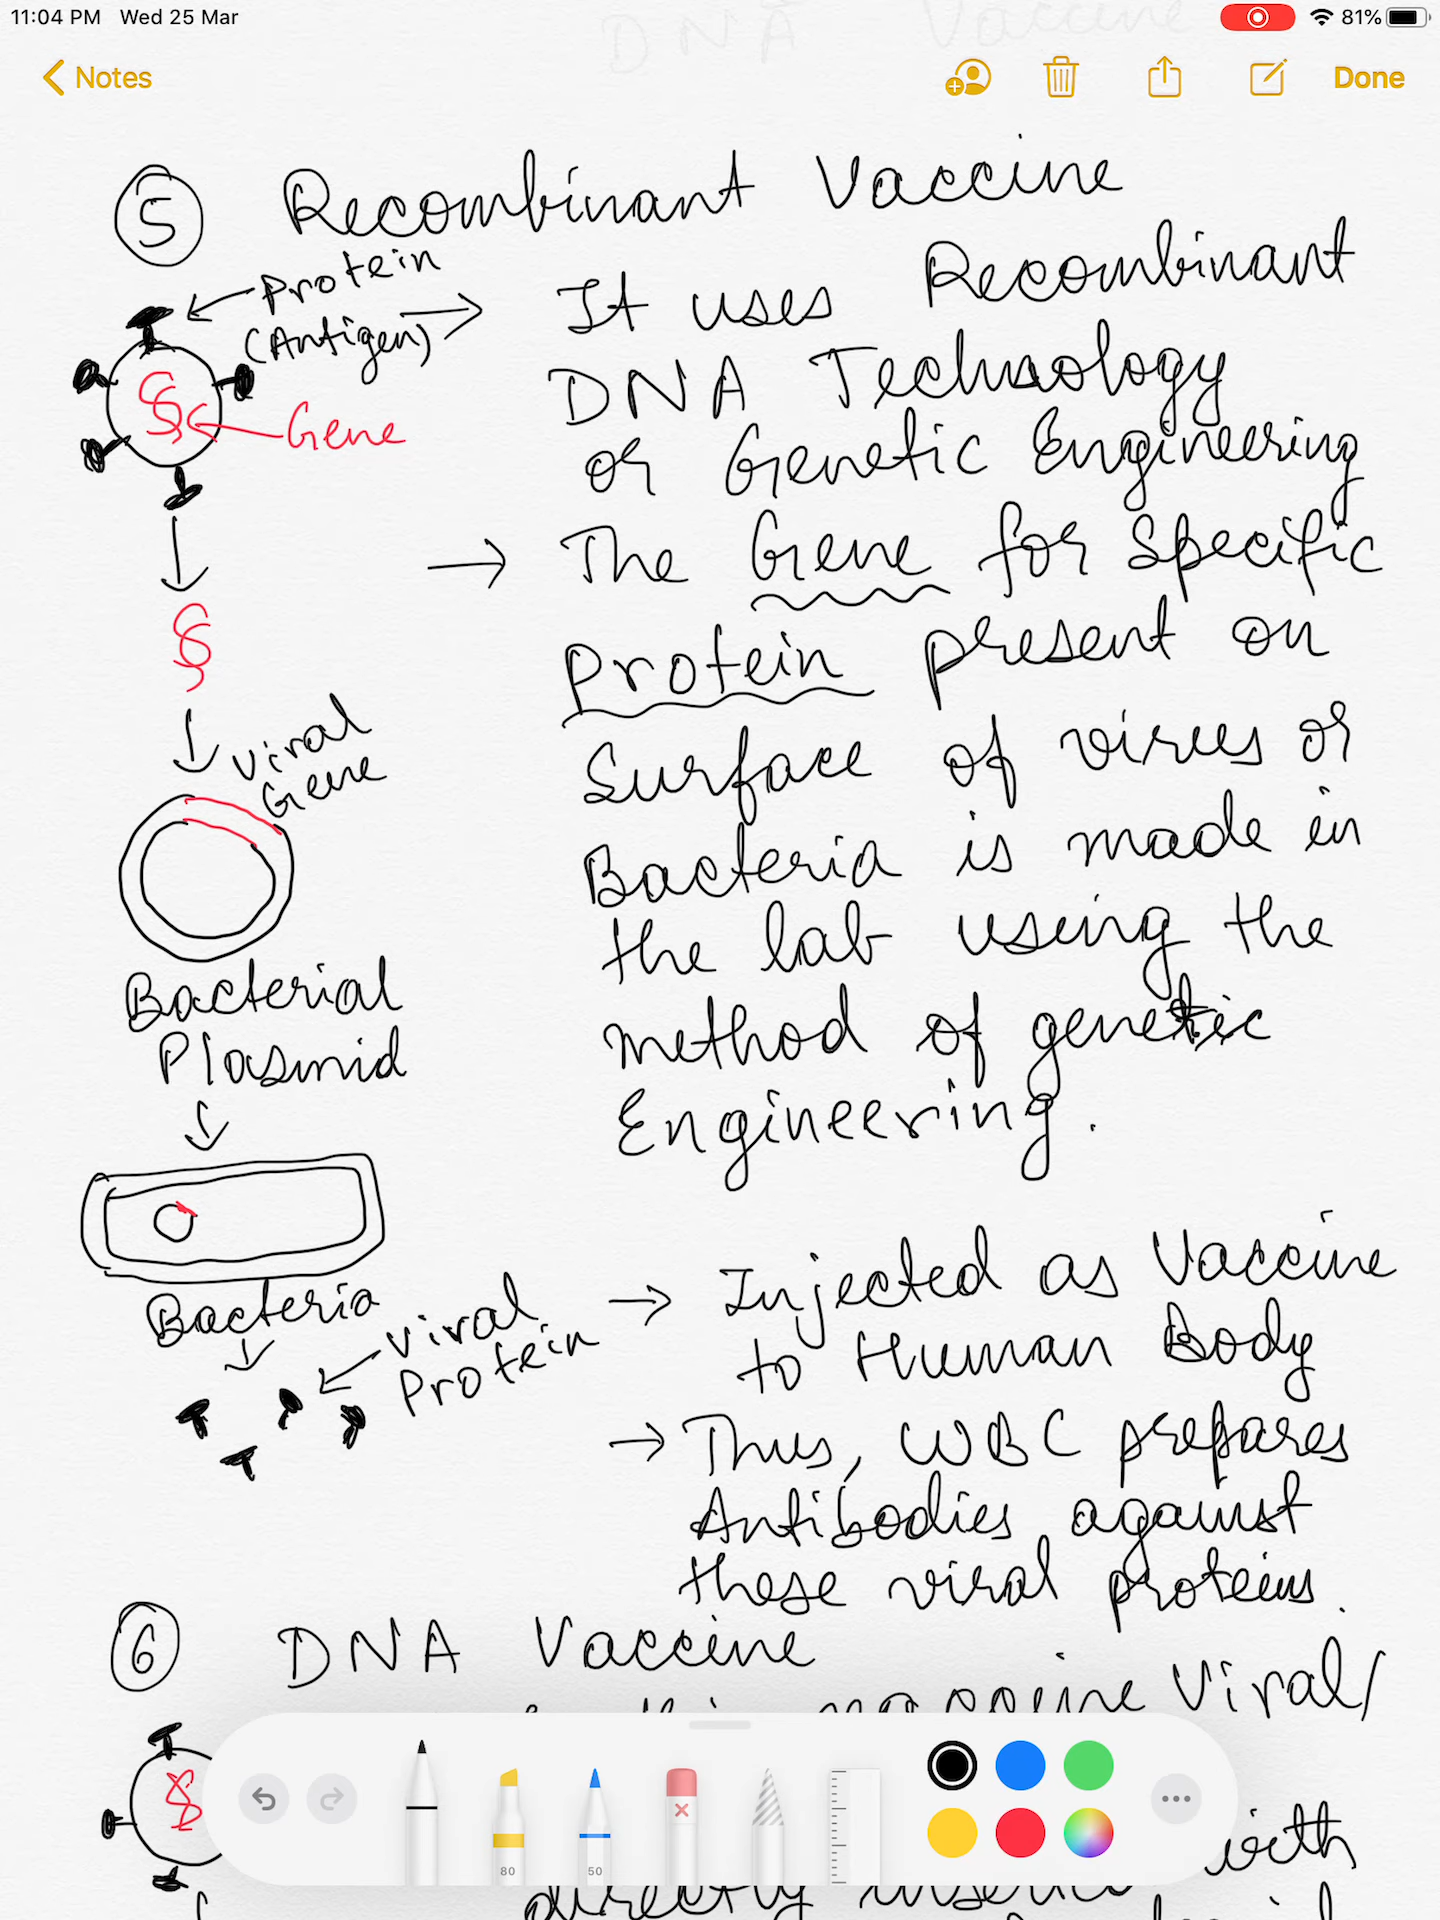 11:04 PM Wed 25 Mar
81%
DNA Vaccine
Notes
Done
5 Recombinant Vaccine
Protein
(Antigen)
Gene
→ It uses Recombinant
DNA Technology
or Genetic Engineering
→ The Gene for Specific
Protein present on
Surface of virus or
Bacteria is made in
the lab using the
method of genetic
Engineering.
Viral
Gene
Bacterial
Plasmid
Bacteria
Viral
Protein
→ Injected as Vaccine
to Human Body
→ Thus, WBC prepares
Antibodies against
these viral proteins.
6 DNA Vaccine
Viral/
with
directly
80
50